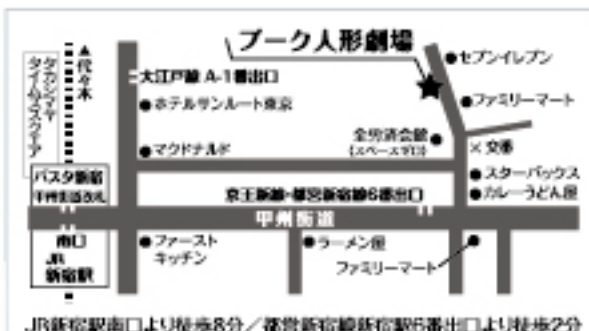 プーク人形劇場
●セブンイレブン
●ファミリーマート
▲代々木
タカシマヤ
タイムズスクエア
大江戸線 A-1番出口
●ホテルサンルート東京
全労済会館
(スペースゼロ)
●マクドナルド
× 交番
●スターバックス
●カレーうどん屋
バスタ新宿
甲州街道改札
京王新線・都営新宿線6番出口
甲州街道
南口
JR
新宿駅
●ファースト
キッチン
●ラーメン屋
ファミリーマート
JR新宿駅南口より徒歩8分/都営新宿線新宿駅6番出口より徒歩2分